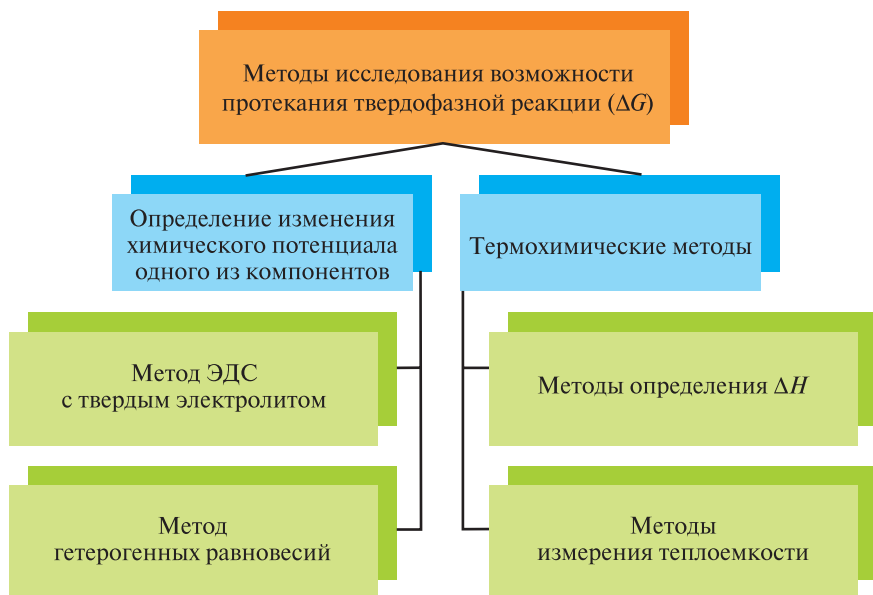 Методы исследования возможности
протекания твердофазной реакции (ΔG)
Определение изменения
химического потенциала
одного из компонентов
Термохимические методы
Метод ЭДС
с твердым электролитом
Методы определения ΔH
Метод
гетерогенных равновесий
Методы
измерения теплоемкости